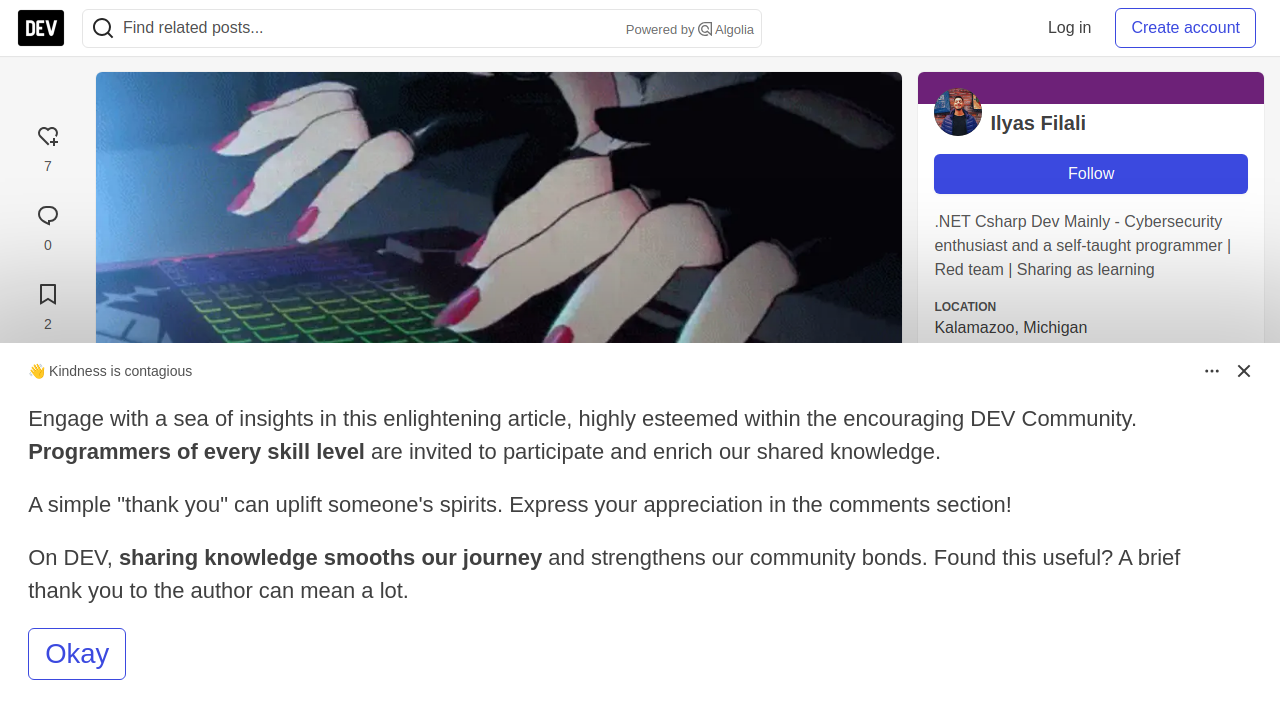 DEV
Find related posts...
Powered by Algolia
Log in
Create account
7
0
2
Ilyas Filali
Follow
.NET Csharp Dev Mainly - Cybersecurity
enthusiast and a self-taught programmer |
Red team | Sharing as learning
LOCATION
Kalamazoo, Michigan
👋 Kindness is contagious
Engage with a sea of insights in this enlightening article, highly esteemed within the encouraging DEV Community.
Programmers of every skill level are invited to participate and enrich our shared knowledge.
A simple "thank you" can uplift someone's spirits. Express your appreciation in the comments section!
On DEV, sharing knowledge smooths our journey and strengthens our community bonds. Found this useful? A brief
thank you to the author can mean a lot.
Okay